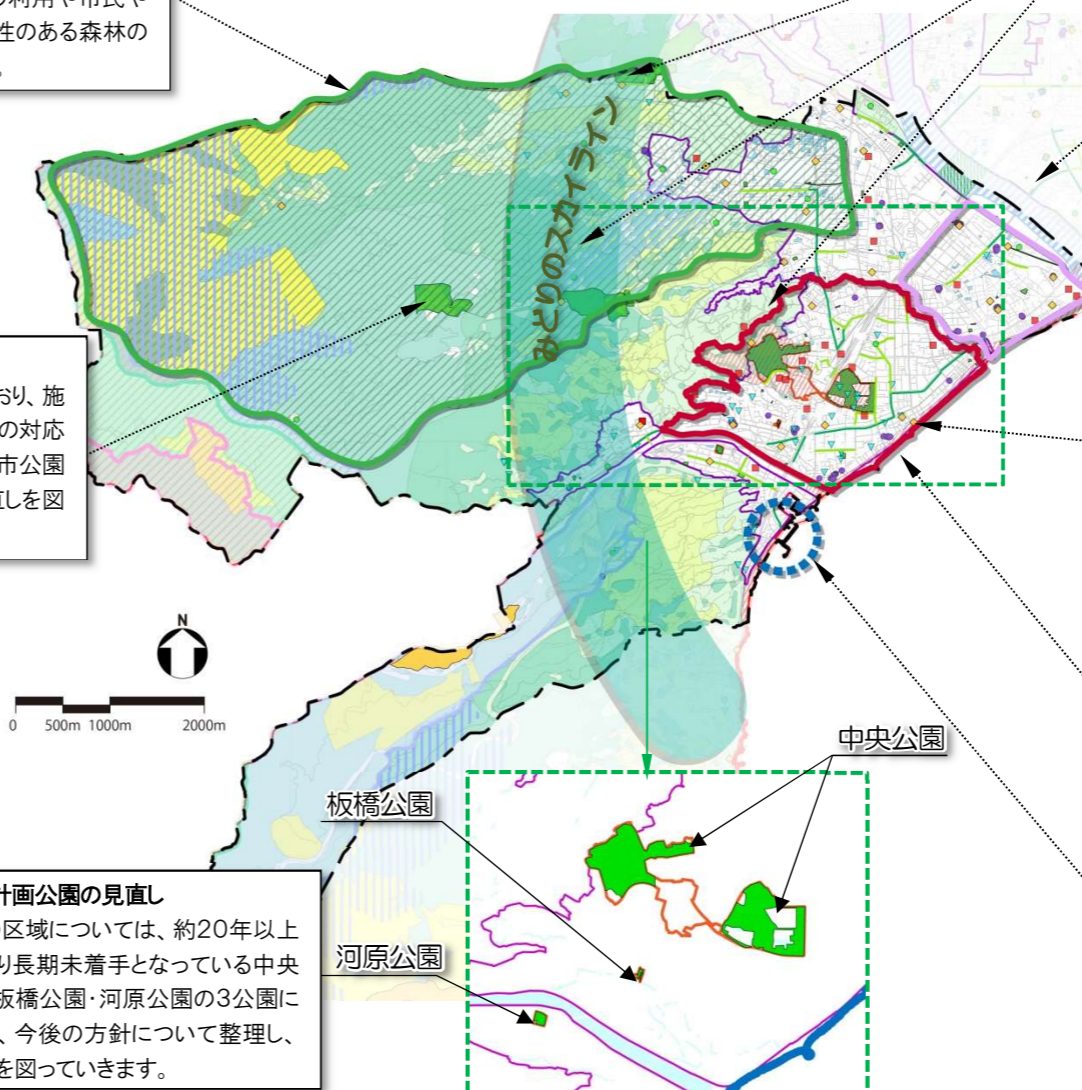 利用や市民や
性のある森林の
。
みどりのスカイライン
おり、施
の対応
市公園
直しを図
N
0 500m 1000m 2000m
中央公園
板橋公園
河原公園
計画公園の見直し
区域については、約20年以上
り長期未着手となっている中央
板橋公園・河原公園の3公園に
、今後の方針について整理し、
を図っていきます。